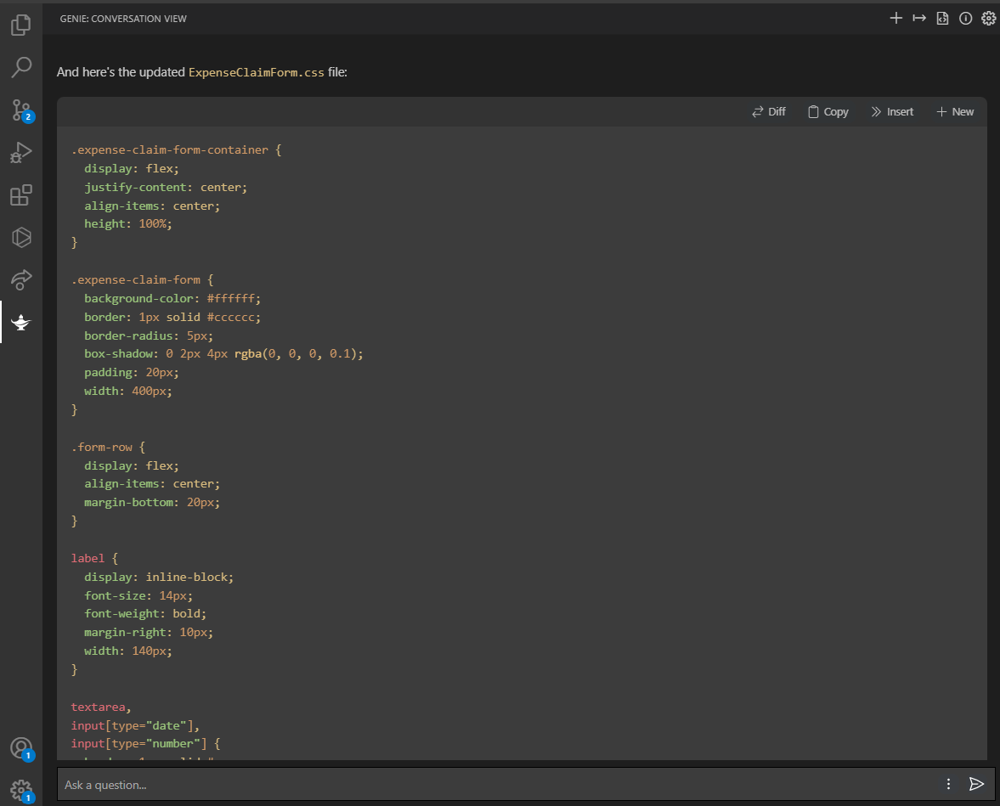 GENIE: CONVERSATION VIEW
And here's the updated ExpenseClaimForm.css file:
Diff Copy Insert New
.expense-claim-form-container {
  display: flex;
  justify-content: center;
  align-items: center;
  height: 100%;
}
.expense-claim-form {
  background-color: #ffffff;
  border: 1px solid #cccccc;
  border-radius: 5px;
  box-shadow: 0 2px 4px rgba(0, 0, 0, 0.1);
  padding: 20px;
  width: 400px;
}
.form-row {
  display: flex;
  align-items: center;
  margin-bottom: 20px;
}
label {
  display: inline-block;
  font-size: 14px;
  font-weight: bold;
  margin-right: 10px;
  width: 140px;
}
textarea,
input[type="date"],
input[type="number"] {
Ask a question...
2
1
1